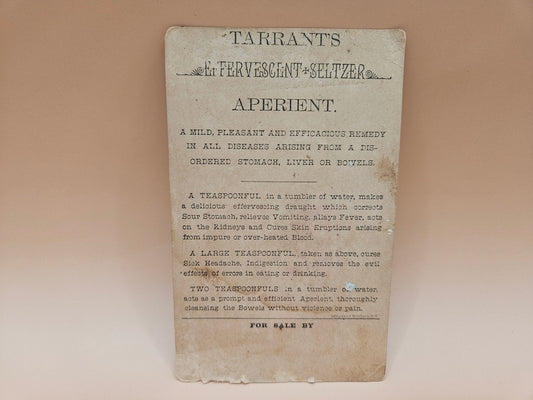 TARRANT'S
EFFERVESCENT SELTZER
APERIENT.
A MILD, PLEASANT AND EFFICACIOUS REMEDY
IN ALL DISEASES ARISING FROM A DIS-
ORDERED STOMACH, LIVER OR BOWELS.
A TEASPOONFUL in a tumbler of water, makes
a delicious effervescing draught which corrects
Sour Stomach, relieves Vomiting, allays Fever, acts
on the Kidneys and Cures Skin Eruptions arising
from impure or over-heated Blood.
A LARGE TEASPOONFUL, taken as above, cures
Sick Headache, Indigestion and removes the evil
effects of errors in eating or drinking.
TWO TEASPOONFULS in a tumbler of water
acts as a prompt and efficient Aperient, thoroughly
cleansing the Bowels without violence or pain.
FOR SALE BY